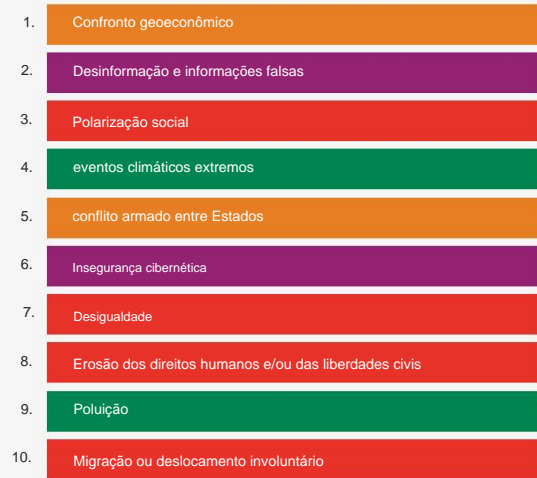 1. Confronto geoeconômico
2. Desinformação e informações falsas
3. Polarização social
4. eventos climáticos extremos
5. conflito armado entre Estados
6. Insegurança cibernética
7. Desigualdade
8. Erosão dos direitos humanos e/ou das liberdades civis
9. Poluição
10. Migração ou deslocamento involuntário